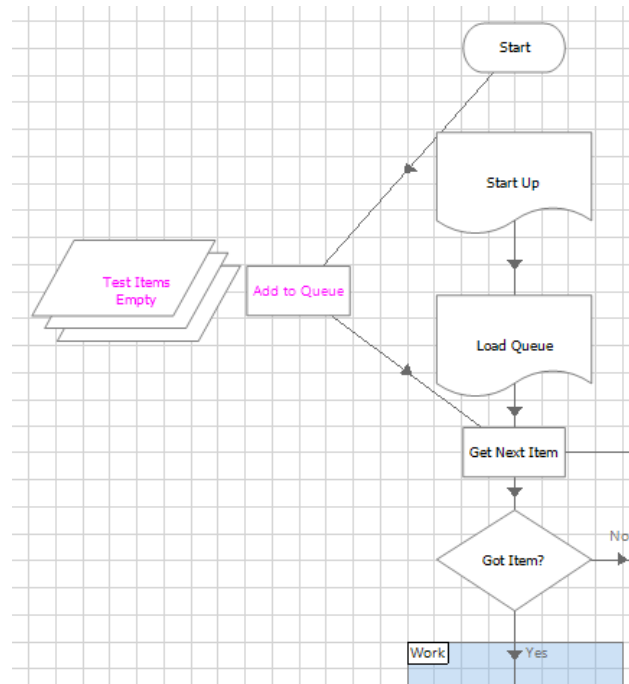 Start
Start Up
Test Items
Empty
Add to Queue
Load Queue
Get Next Item
Got Item?
No
Work
Yes